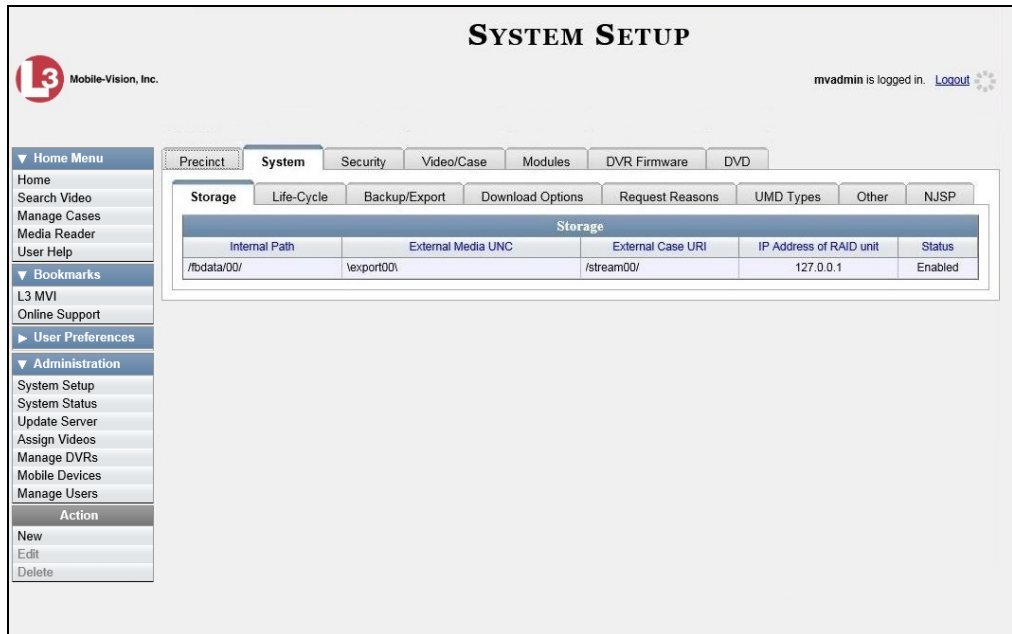 SYSTEM SETUP
L3 Mobile-Vision, Inc.
mvadmin is logged in. Logout
▼ Home Menu
Home
Search Video
Manage Cases
Media Reader
User Help
▼ Bookmarks
L3 MVI
Online Support
▶ User Preferences
▼ Administration
System Setup
System Status
Update Server
Assign Videos
Manage DVRs
Mobile Devices
Manage Users
Action
New
Edit
Delete
Precinct System Security Video/Case Modules DVR Firmware DVD
Storage Life-Cycle Backup/Export Download Options Request Reasons UMD Types Other NJSP
Storage
Internal Path External Media UNC External Case URI IP Address of RAID unit Status
/fbdata/00/ \export00\ /stream00/ 127.0.0.1 Enabled